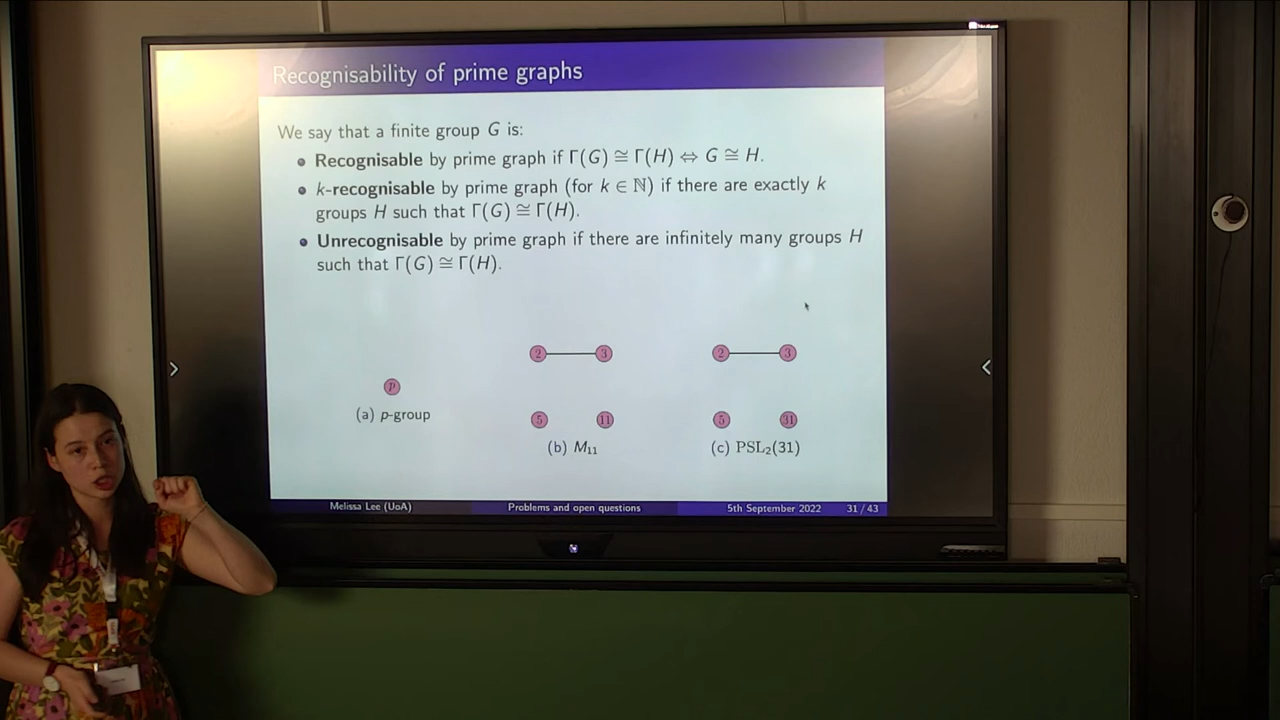 Recognisability of prime graphs
We say that a finite group G is:
• Recognisable by prime graph if Γ(G) ≅ Γ(H) ⇔ G ≅ H.
• k-recognisable by prime graph (for k ∈ ℕ) if there are exactly k
groups H such that Γ(G) ≅ Γ(H).
• Unrecognisable by prime graph if there are infinitely many groups H
such that Γ(G) ≅ Γ(H).
2 3 2 3
p
(a) p-group
5 11 5 31
(b) M₁₁ (c) PSL₂(31)
Melissa Lee (UoA) Problems and open questions 5th September 2022 31 / 43